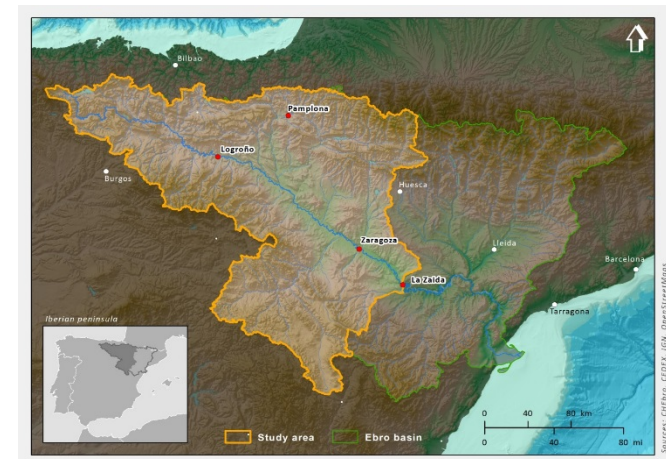 Bilbao
Pamplona
Logroño
Burgos
Huesca
Zaragoza
Lleida
La Zaida
Barcelona
Tarragona
Iberian peninsula
Study area
Ebro basin
0 40 80 km
0 40 80 mi
Sources: CHEbro, CEDEX, IGN, OpenStreetMaps